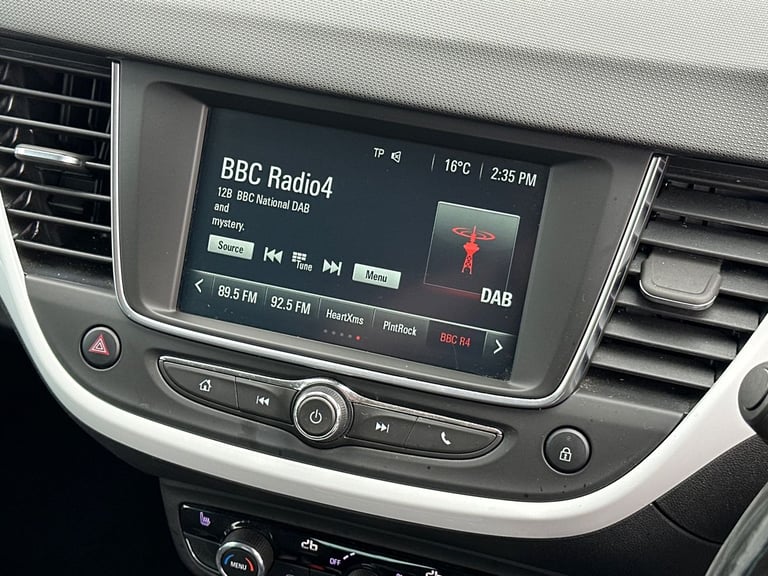 TP 16°C 2:35 PM
BBC Radio4
12B BBC National DAB
and
mystery.
Source Tune Menu
DAB
89.5 FM 92.5 FM HeartXms PlntRock BBC R4
MENU
OFF